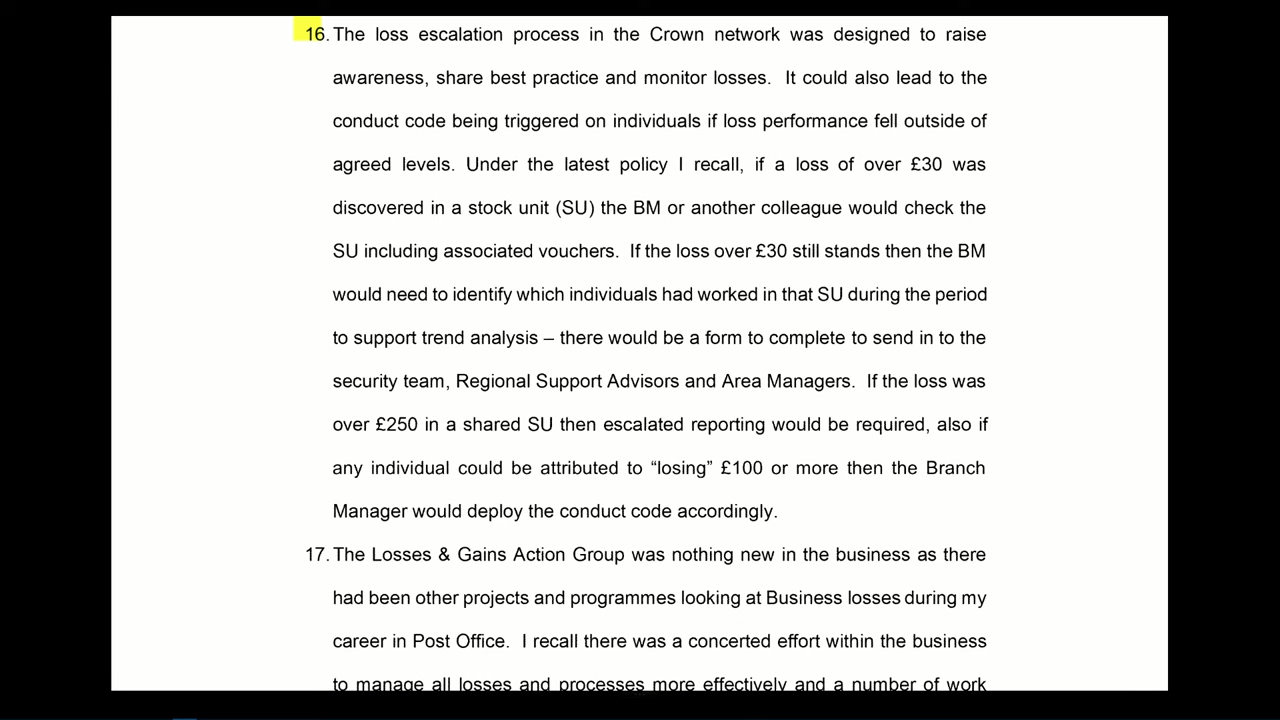 16. The loss escalation process in the Crown network was designed to raise
awareness, share best practice and monitor losses. It could also lead to the
conduct code being triggered on individuals if loss performance fell outside of
agreed levels. Under the latest policy I recall, if a loss of over £30 was
discovered in a stock unit (SU) the BM or another colleague would check the
SU including associated vouchers. If the loss over £30 still stands then the BM
would need to identify which individuals had worked in that SU during the period
to support trend analysis – there would be a form to complete to send in to the
security team, Regional Support Advisors and Area Managers. If the loss was
over £250 in a shared SU then escalated reporting would be required, also if
any individual could be attributed to “losing” £100 or more then the Branch
Manager would deploy the conduct code accordingly.
17. The Losses & Gains Action Group was nothing new in the business as there
had been other projects and programmes looking at Business losses during my
career in Post Office. I recall there was a concerted effort within the business
to manage all losses and processes more effectively and a number of work